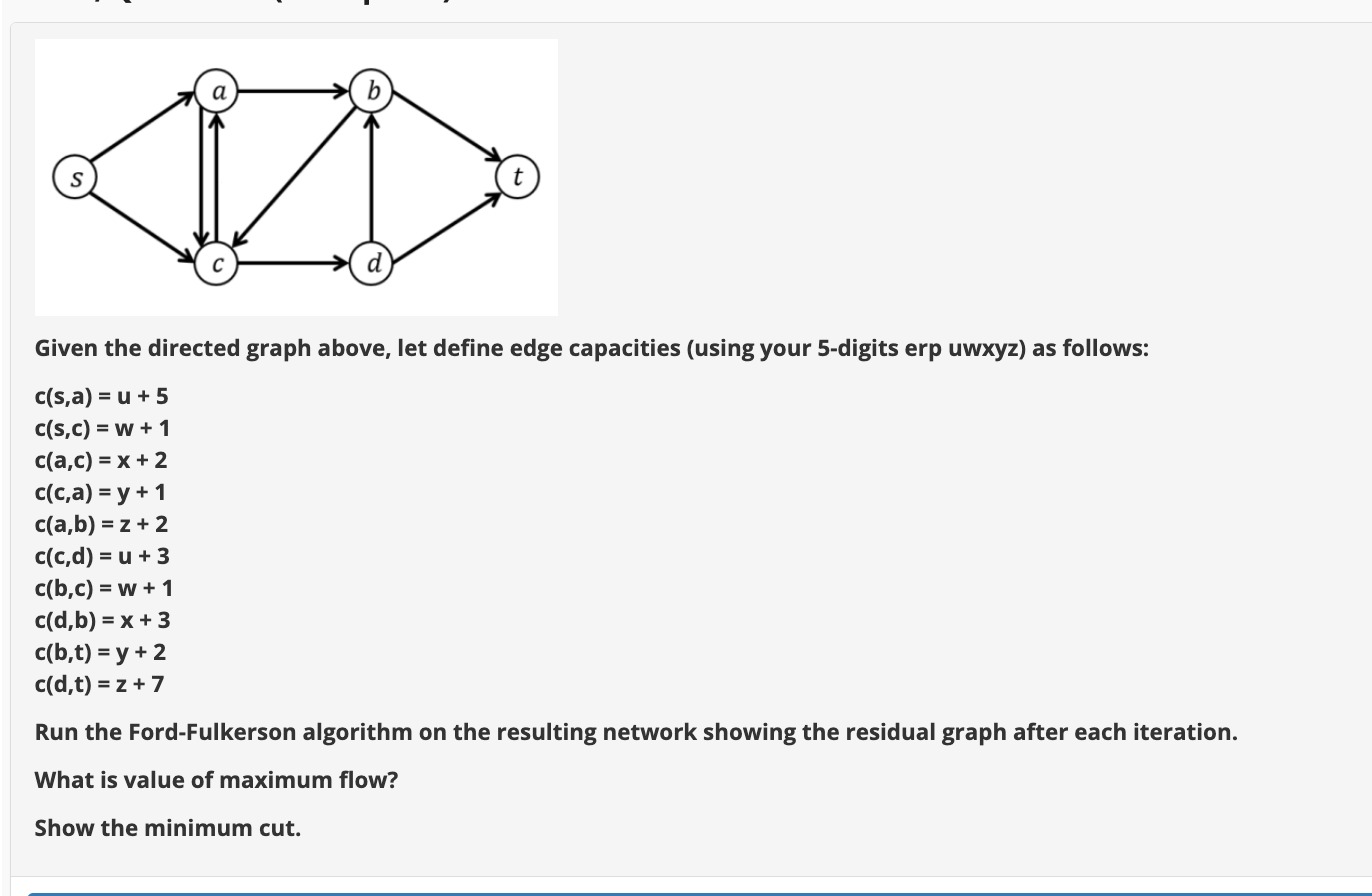 a
b
s
t
c
d
Given the directed graph above, let define edge capacities (using your 5-digits erp uwxyz) as follows:
c(s,a) = u + 5
c(s,c) = w + 1
c(a,c) = x + 2
c(c,a) = y + 1
c(a,b) = z + 2
c(c,d) = u + 3
c(b,c) = w + 1
c(d,b) = x + 3
c(b,t) = y + 2
c(d,t) = z + 7
Run the Ford-Fulkerson algorithm on the resulting network showing the residual graph after each iteration.
What is value of maximum flow?
Show the minimum cut.